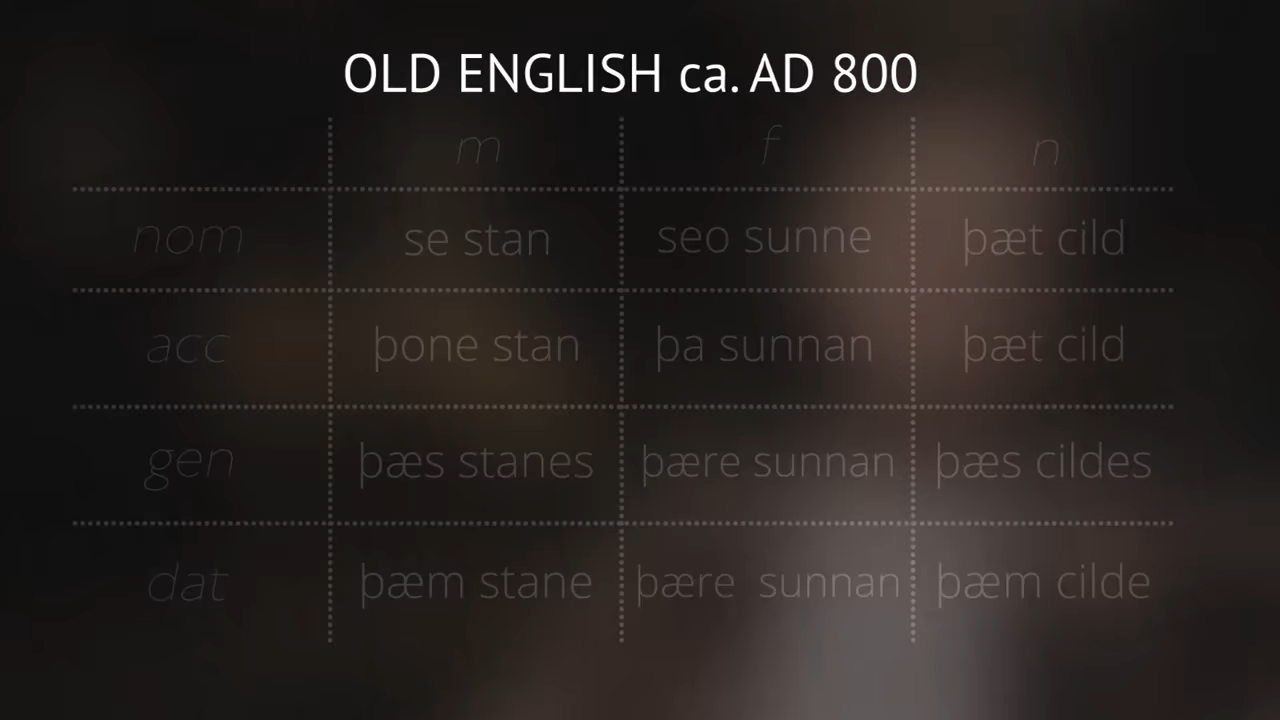 OLD ENGLISH ca. AD 800
m f n
nom se stan seo sunne þæt cild
acc þone stan þa sunnan þæt cild
gen þæs stanes þære sunnan þæs cildes
dat þæm stane þære sunnan þæm cilde